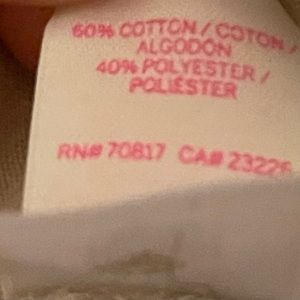 60% COTTON / COTON /
ALGODON
40% POLYESTER /
POLIÉSTER
RN# 70817 CA# 23226